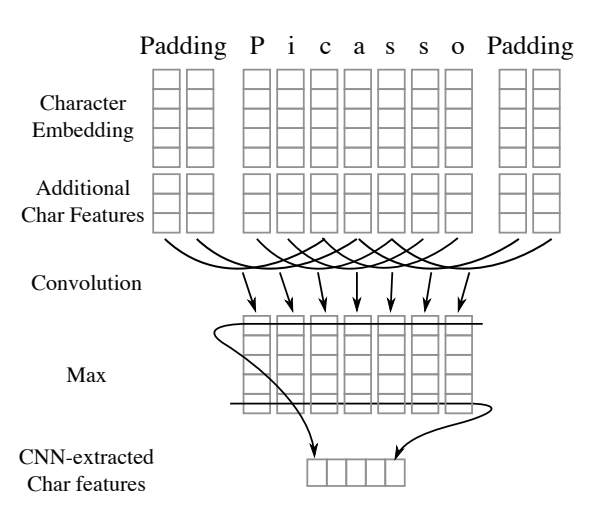 Padding P i c a s s o Padding
Character
Embedding
Additional
Char Features
Convolution
Max
CNN-extracted
Char features